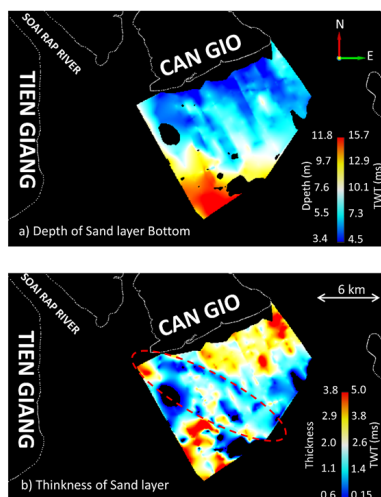 SOAI RAP RIVER
TIEN GIANG
CAN GIO
N
E
11.8 15.7
9.7 12.9
7.6 10.1
5.5 7.3
3.4 4.5
Dpeth (m)
TWT (ms)
a) Depth of Sand layer Bottom
SOAI RAP RIVER
TIEN GIANG
CAN GIO
6 km
3.8 5.0
3.0 4.0
2.2 2.6
1.4 1.5
0.6 0.15
Thickness
TWT (ms)
b) Thinkness of Sand layer